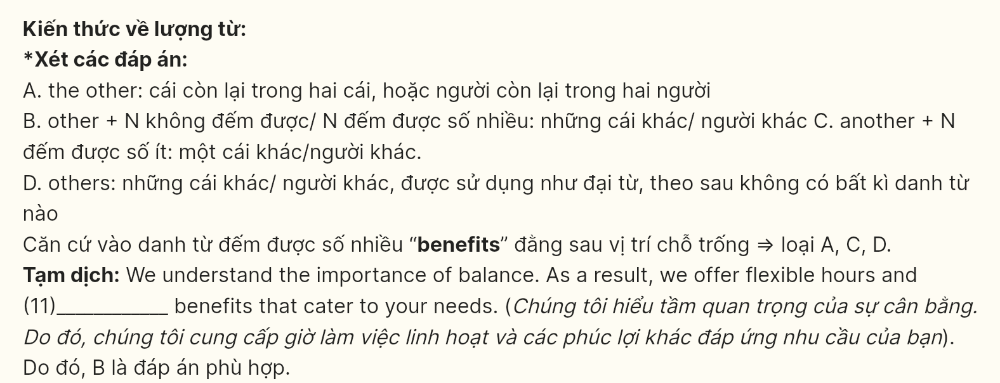 Kiến thức về lượng từ:
*Xét các đáp án:
A. the other: cái còn lại trong hai cái, hoặc người còn lại trong hai người
B. other + N không đếm được/ N đếm được số nhiều: những cái khác/ người khác C. another + N
đếm được số ít: một cái khác/người khác.
D. others: những cái khác/ người khác, được sử dụng như đại từ, theo sau không có bất kì danh từ
nào
Căn cứ vào danh từ đếm được số nhiều “benefits” đằng sau vị trí chỗ trống ⇒ loại A, C, D.
Tạm dịch: We understand the importance of balance. As a result, we offer flexible hours and
(11)____________ benefits that cater to your needs. (Chúng tôi hiểu tầm quan trọng của sự cân bằng.
Do đó, chúng tôi cung cấp giờ làm việc linh hoạt và các phúc lợi khác đáp ứng nhu cầu của bạn).
Do đó, B là đáp án phù hợp.